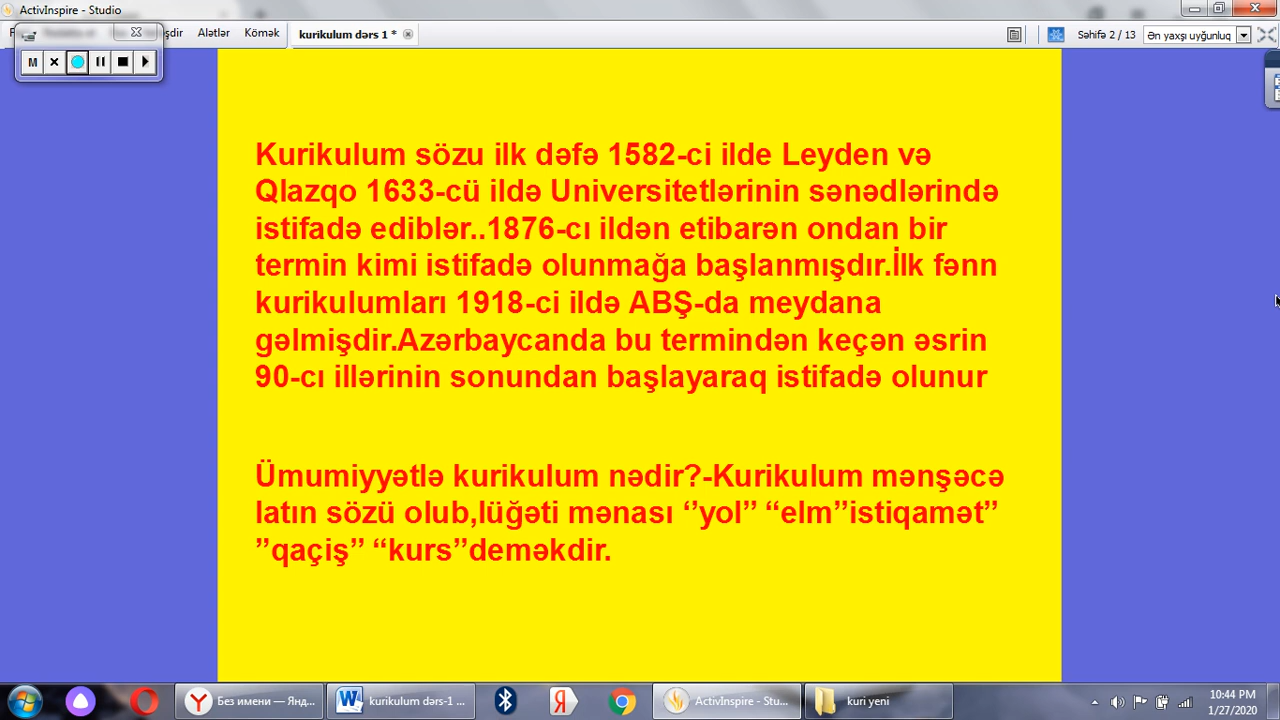 ActivInspire - Studio
Alətlər Kömək kurikulum dərs 1 * Səhifə 2 / 13 Ən yaxşı uyğunluq
M
Kurikulum sözu ilk dəfə 1582-ci ilde Leyden və
Qlazqo 1633-cü ildə Universitetlərinin sənədlərində
istifadə ediblər..1876-cı ildən etibarən ondan bir
termin kimi istifadə olunmağa başlanmışdır.İlk fənn
kurikulumları 1918-ci ildə ABŞ-da meydana
gəlmişdir.Azərbaycanda bu termindən keçən əsrin
90-cı illərinin sonundan başlayaraq istifadə olunur
Ümumiyyətlə kurikulum nədir?-Kurikulum mənşəcə
latın sözü olub,lüğəti mənası ‘’yol’’ ‘‘elm’’istiqamət’’
’’qaçiş’’ ‘‘kurs’’deməkdir.
Без имени — Янд... kurikulum dərs-1 ... ActivInspire - Stu... kuri yeni 10:44 PM
1/27/2020